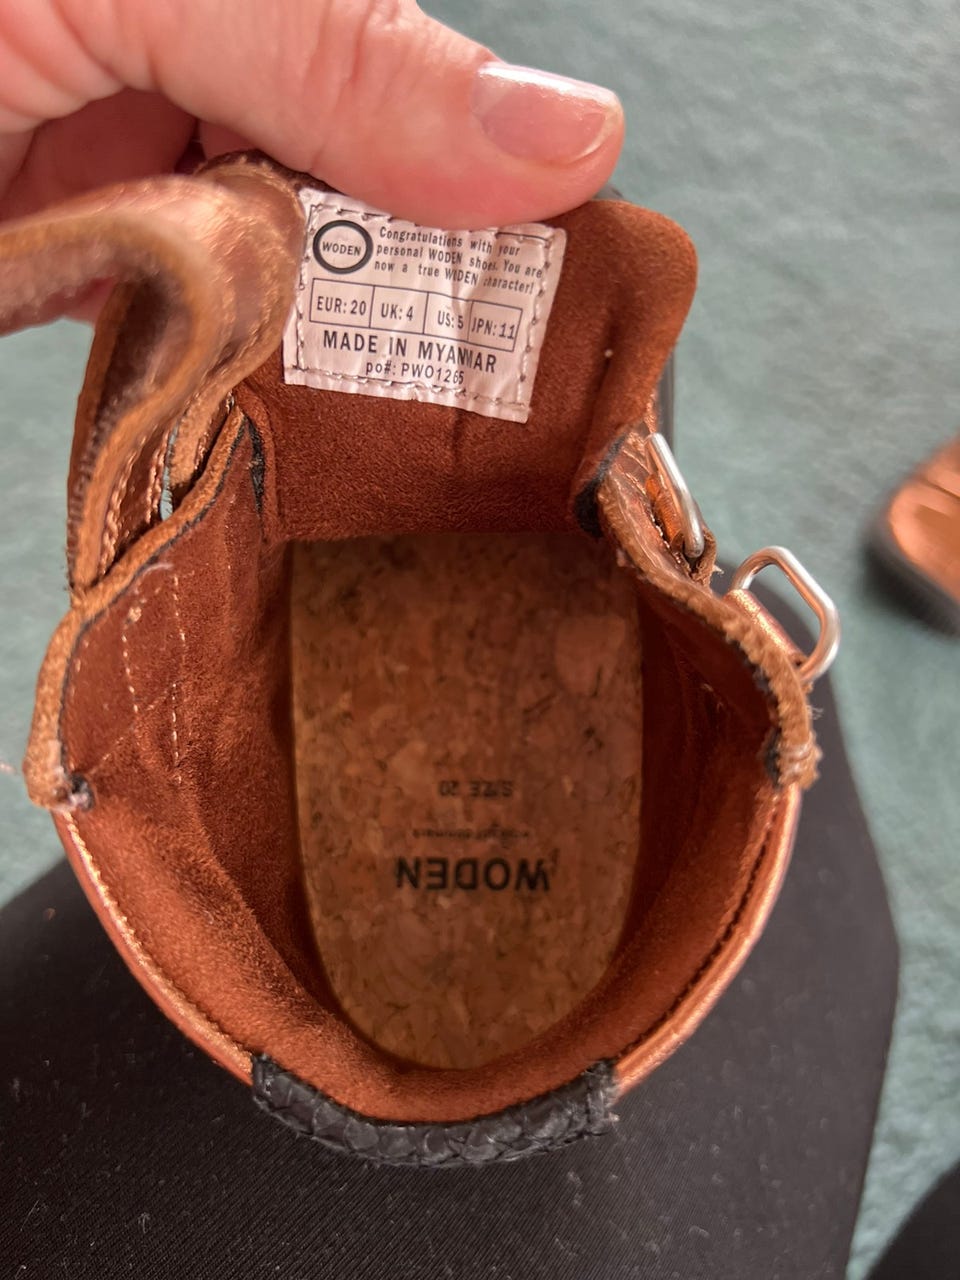 WODEN
Congratulations with your
personal WODEN shoes. You are
now a true WODEN character!
EUR: 20 UK: 4 US: 5 JPN: 11
MADE IN MYANMAR
po#: PWO1265
WODEN
SIZE 20